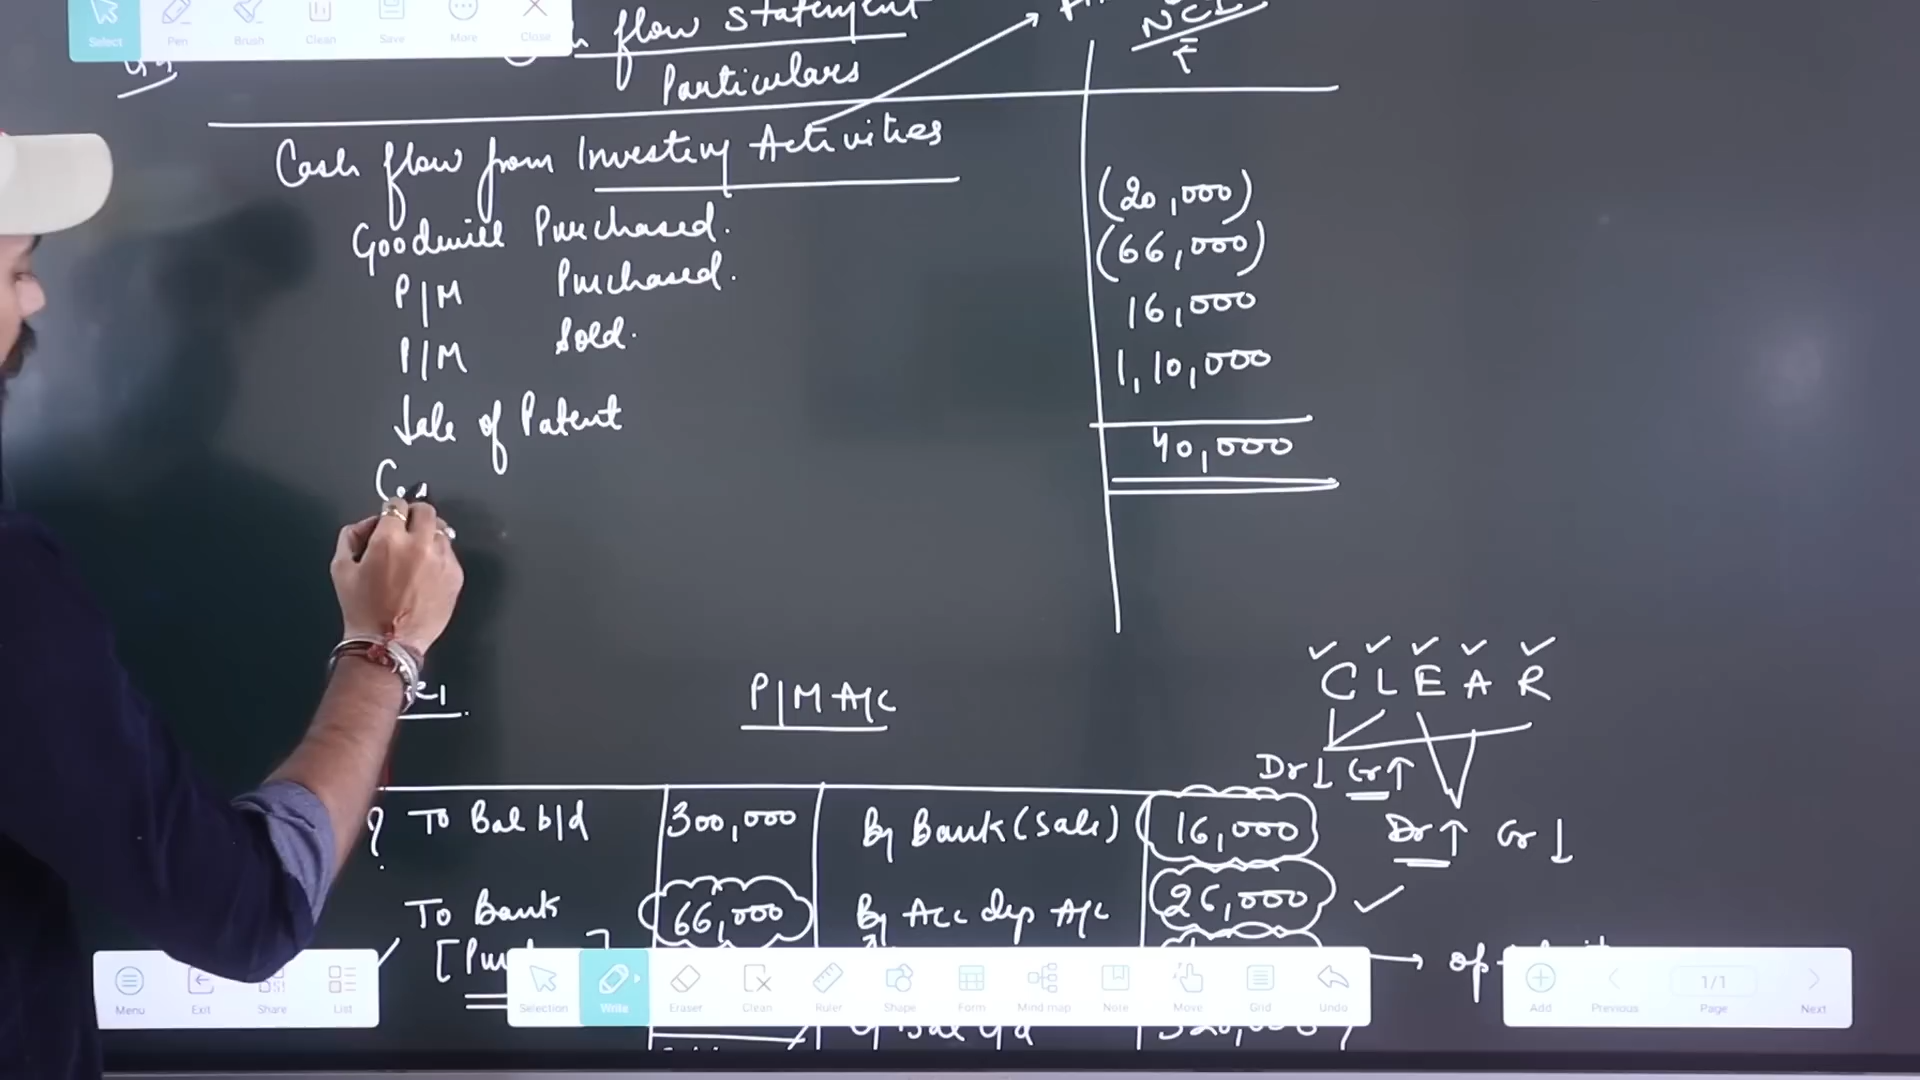 Select Pen Brush Clean Save More Close
flow statement
Particulars
NCI
₹
Cash flow from Investing Activities
Goodwill Purchased. (20,000)
P/M Purchased. (66,000)
P/M Sold. 16,000
Sale of Patent 1,10,000
40,000
P/M A/c
C L E A R
Dr ↓ Cr ↑
Dr ↑ Cr ↓
? To Bal b/d 300,000 By Bank (Sale) 16,000
To Bank 66,000 By Acc dep A/c 26,000
Menu Exit Share List
Selection Write Eraser Clean Ruler Shape Form Mind map Note Move Grid Undo
Add Previous 1/1 Page Next